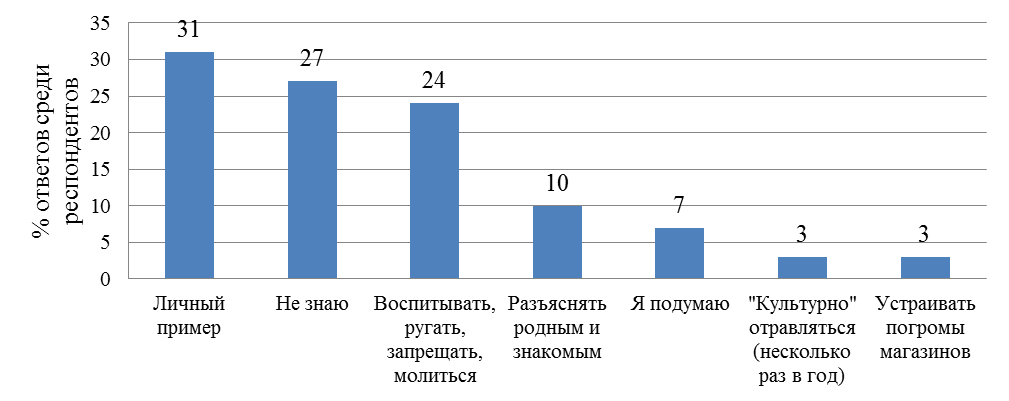 % ответов среди
респондентов
35
30
25
20
15
10
5
0
31
27
24
10
7
3
3
Личный
пример
Не знаю
Воспитывать,
ругать,
запрещать,
молиться
Разъяснять
родным и
знакомым
Я подумаю
"Культурно"
отравляться
(несколько
раз в год)
Устраивать
погромы
магазинов